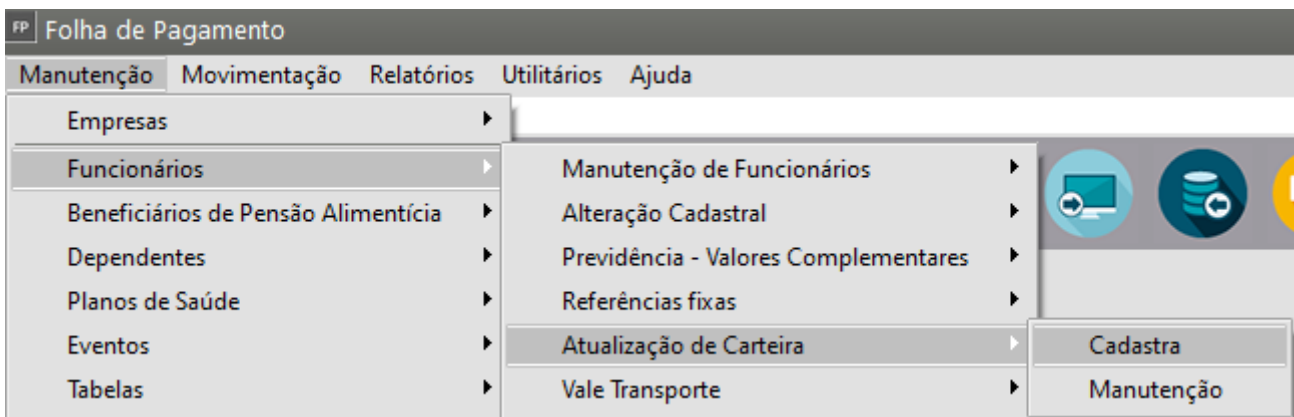 FP Folha de Pagamento
Manutenção Movimentação Relatórios Utilitários Ajuda
Empresas
Funcionários
Beneficiários de Pensão Alimentícia
Dependentes
Planos de Saúde
Eventos
Tabelas
Manutenção de Funcionários
Alteração Cadastral
Previdência - Valores Complementares
Referências fixas
Atualização de Carteira
Vale Transporte
Cadastra
Manutenção